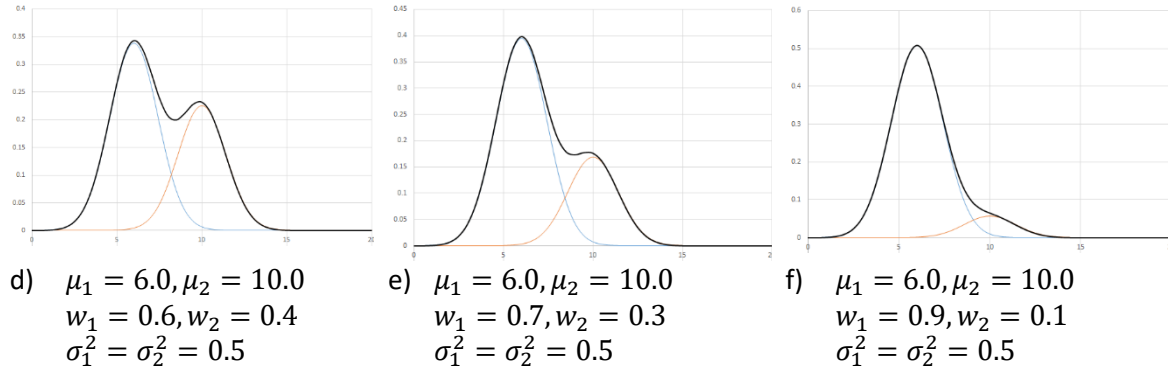 0.4
0.35
0.3
0.25
0.2
0.15
0.1
0.05
0
0 5 10 15 20
0.45
0.4
0.35
0.3
0.25
0.2
0.15
0.1
0.05
0
0 5 10 15 2
0.6
0.5
0.4
0.3
0.2
0.1
0
0 5 10 15
d) μ₁ = 6.0, μ₂ = 10.0
w₁ = 0.6, w₂ = 0.4
σ₁² = σ₂² = 0.5
e) μ₁ = 6.0, μ₂ = 10.0
w₁ = 0.7, w₂ = 0.3
σ₁² = σ₂² = 0.5
f) μ₁ = 6.0, μ₂ = 10.0
w₁ = 0.9, w₂ = 0.1
σ₁² = σ₂² = 0.5